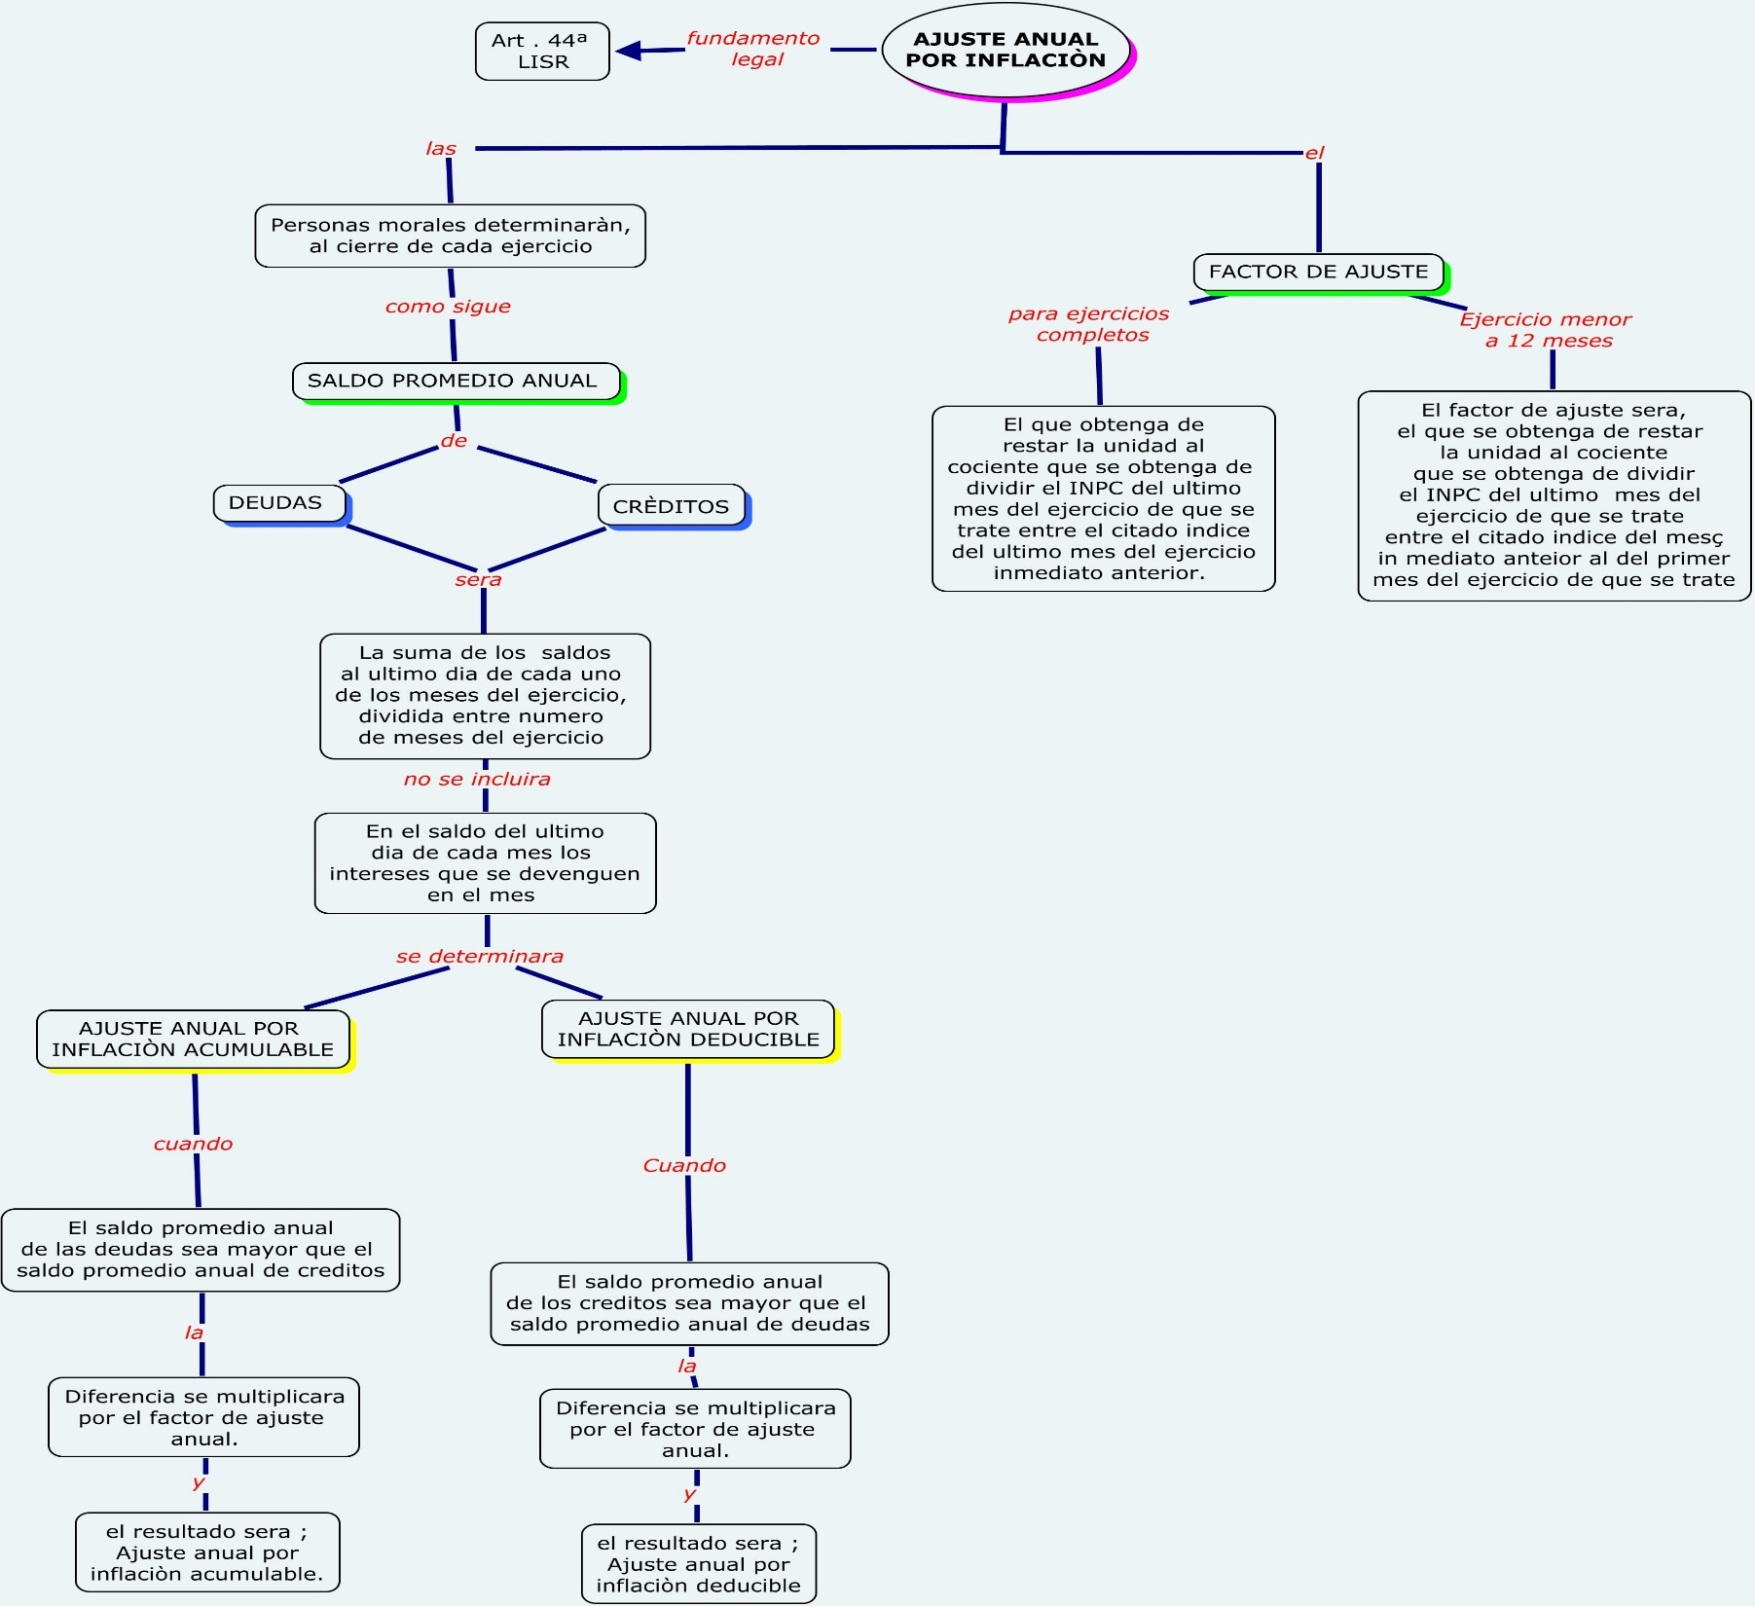 AJUSTE ANUAL
POR INFLACIÒN
fundamento
legal
Art . 44ª
LISR
las
Personas morales determinaràn,
al cierre de cada ejercicio
como sigue
SALDO PROMEDIO ANUAL
de
DEUDAS
CRÈDITOS
sera
La suma de los saldos
al ultimo dia de cada uno
de los meses del ejercicio,
dividida entre numero
de meses del ejercicio
no se incluira
En el saldo del ultimo
dia de cada mes los
intereses que se devenguen
en el mes
se determinara
AJUSTE ANUAL POR
INFLACIÒN ACUMULABLE
cuando
El saldo promedio anual
de las deudas sea mayor que el
saldo promedio anual de creditos
la
Diferencia se multiplicara
por el factor de ajuste
anual.
y
el resultado sera ;
Ajuste anual por
inflaciòn acumulable.
AJUSTE ANUAL POR
INFLACIÒN DEDUCIBLE
Cuando
El saldo promedio anual
de los creditos sea mayor que el
saldo promedio anual de deudas
la
Diferencia se multiplicara
por el factor de ajuste
anual.
y
el resultado sera ;
Ajuste anual por
inflaciòn deducible
el
FACTOR DE AJUSTE
para ejercicios
completos
El que obtenga de
restar la unidad al
cociente que se obtenga de
dividir el INPC del ultimo
mes del ejercicio de que se
trate entre el citado indice
del ultimo mes del ejercicio
inmediato anterior.
Ejercicio menor
a 12 meses
El factor de ajuste sera,
el que se obtenga de restar
la unidad al cociente
que se obtenga de dividir
el INPC del ultimo mes del
ejercicio de que se trate
entre el citado indice del mesç
in mediato anteior al del primer
mes del ejercicio de que se trate